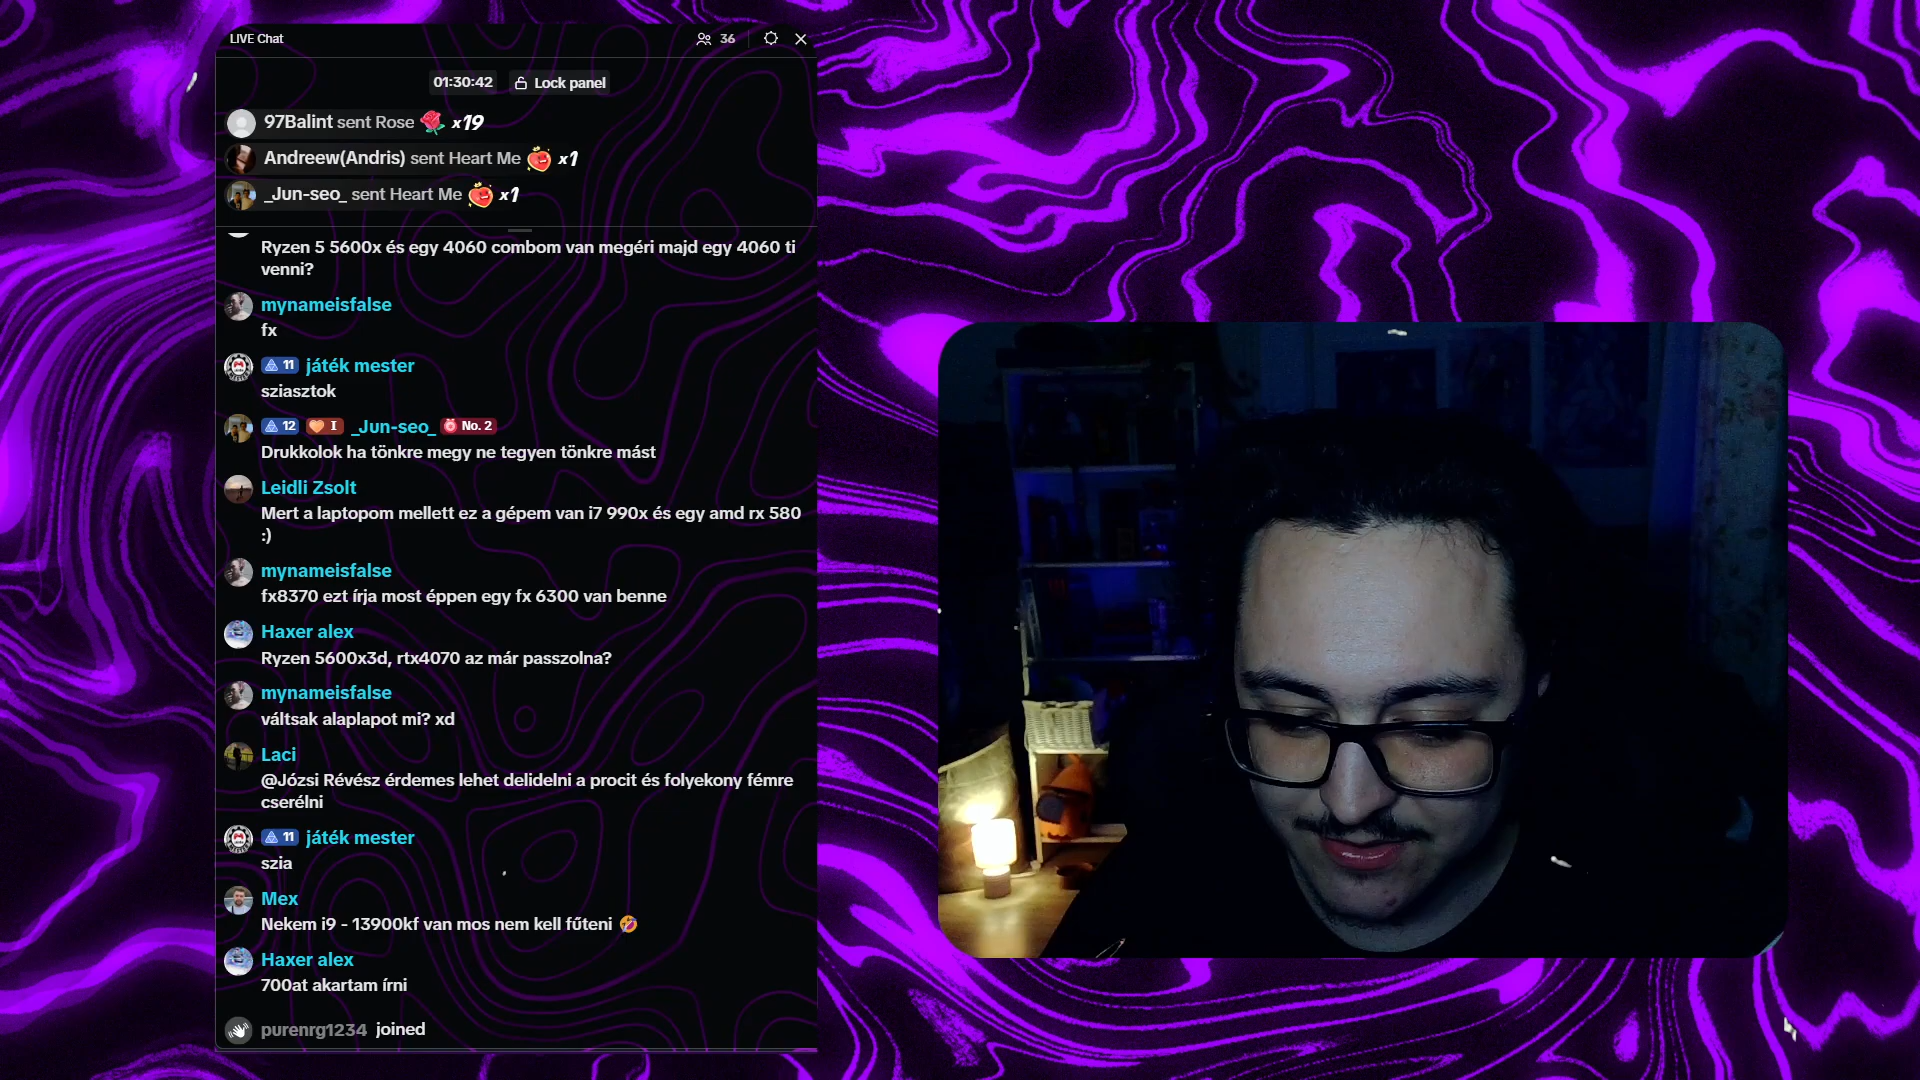 LIVE Chat
36
01:30:42 Lock panel
97Balint sent Rose x19
Andreew(Andris) sent Heart Me x1
_Jun-seo_ sent Heart Me x1
Ryzen 5 5600x és egy 4060 combom van megéri majd egy 4060 ti
venni?
mynameisfalse
fx
11 játék mester
sziasztok
12 I _Jun-seo_ No. 2
Drukkolok ha tönkre megy ne tegyen tönkre mást
Leidli Zsolt
Mert a laptopom mellett ez a gépem van i7 990x és egy amd rx 580
:)
mynameisfalse
fx8370 ezt írja most éppen egy fx 6300 van benne
Haxer alex
Ryzen 5600x3d, rtx4070 az már passzolna?
mynameisfalse
váltsak alaplapot mi? xd
Laci
@Józsi Révész érdemes lehet delidelni a procit és folyekony fémre
cserélni
11 játék mester
szia
Mex
Nekem i9 - 13900kf van mos nem kell fűteni 🤣
Haxer alex
700at akartam írni
purenrg1234 joined